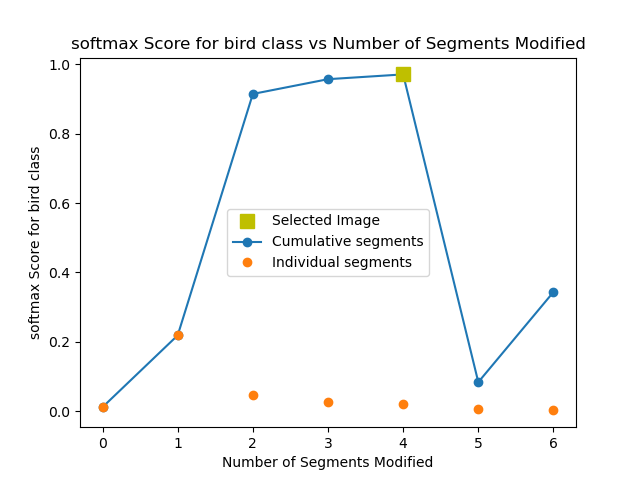 softmax Score for bird class vs Number of Segments Modified
1.0
0.8
0.6
0.4
0.2
0.0
softmax Score for bird class
Selected Image
Cumulative segments
Individual segments
0 1 2 3 4 5 6
Number of Segments Modified